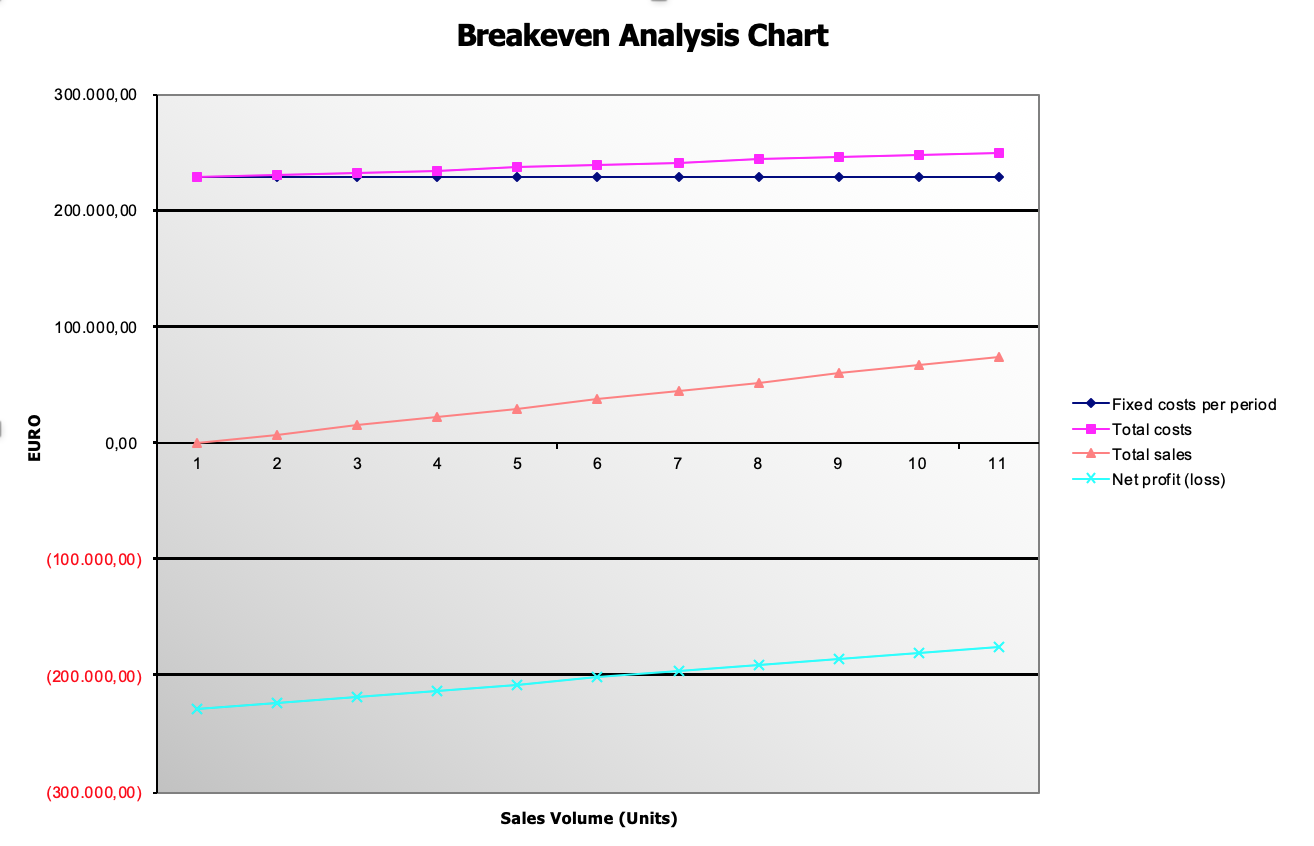 Breakeven Analysis Chart
300.000,00
200.000,00
100.000,00
0,00
(100.000,00)
(200.000,00)
(300.000,00)
EURO
1 2 3 4 5 6 7 8 9 10 11
Sales Volume (Units)
Fixed costs per period
Total costs
Total sales
Net profit (loss)